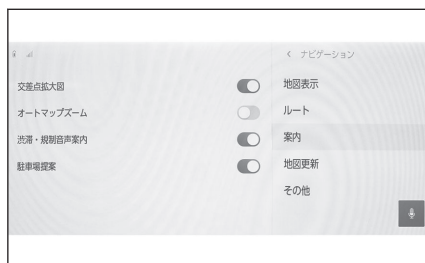 交差点拡大図
オートマップズーム
渋滞・規制音声案内
駐車場提案
< ナビゲーション
地図表示
ルート
案内
地図更新
その他